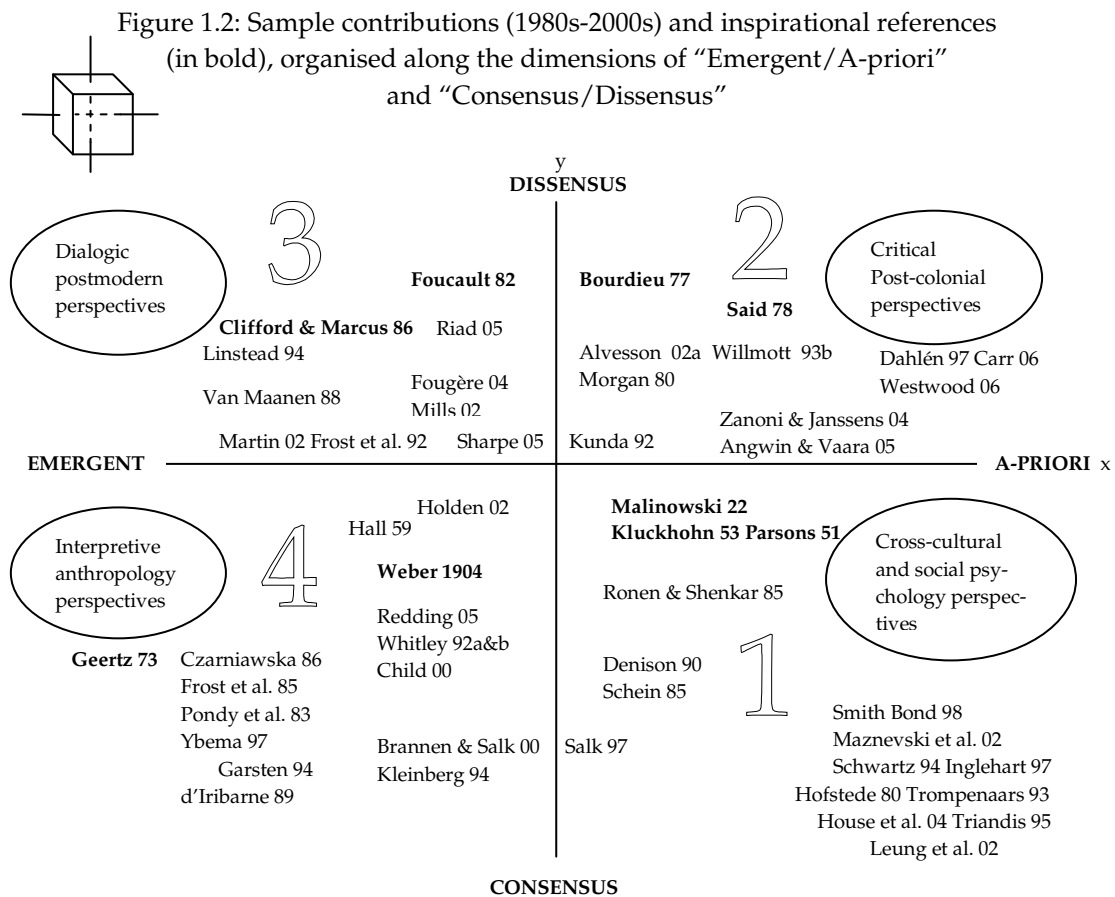 Figure 1.2: Sample contributions (1980s-2000s) and inspirational references
(in bold), organised along the dimensions of “Emergent/A-priori”
and “Consensus/Dissensus”
y
DISSENSUS
3
Dialogic
postmodern
perspectives
Foucault 82
Clifford & Marcus 86
Riad 05
Linstead 94
Fougère 04
Van Maanen 88
Mills 02
Martin 02 Frost et al. 92
Sharpe 05
2
Critical
Post-colonial
perspectives
Bourdieu 77
Said 78
Alvesson 02a Willmott 93b
Morgan 80
Dahlén 97 Carr 06
Westwood 06
Zanoni & Janssens 04
Angwin & Vaara 05
Kunda 92
EMERGENT
A-PRIORI x
Holden 02
Hall 59
4
Interpretive
anthropology
perspectives
Weber 1904
Redding 05
Whitley 92a&b
Child 00
Geertz 73
Czarniawska 86
Frost et al. 85
Pondy et al. 83
Ybema 97
Garsten 94
d’Iribarne 89
Brannen & Salk 00
Kleinberg 94
Malinowski 22
Kluckhohn 53 Parsons 51
Cross-cultural
and social psy-
chology perspec-
tives
Ronen & Shenkar 85
1
Denison 90
Schein 85
Salk 97
Smith Bond 98
Maznevski et al. 02
Schwartz 94 Inglehart 97
Hofstede 80 Trompenaars 93
House et al. 04 Triandis 95
Leung et al. 02
CONSENSUS